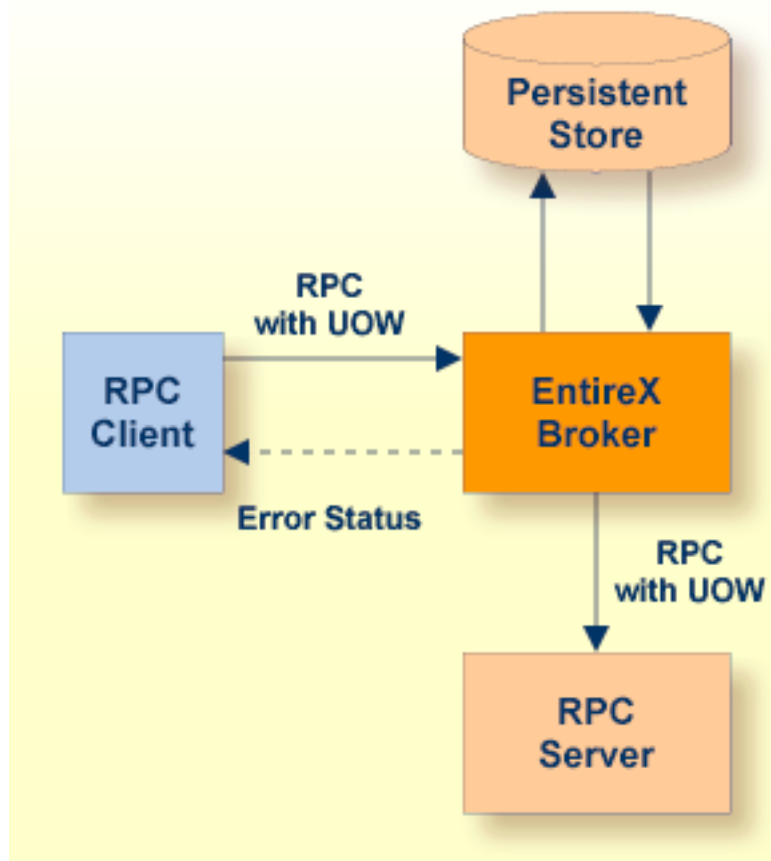 Persistent
Store
RPC
with UOW
RPC
Client
EntireX
Broker
Error Status
RPC
with UOW
RPC
Server